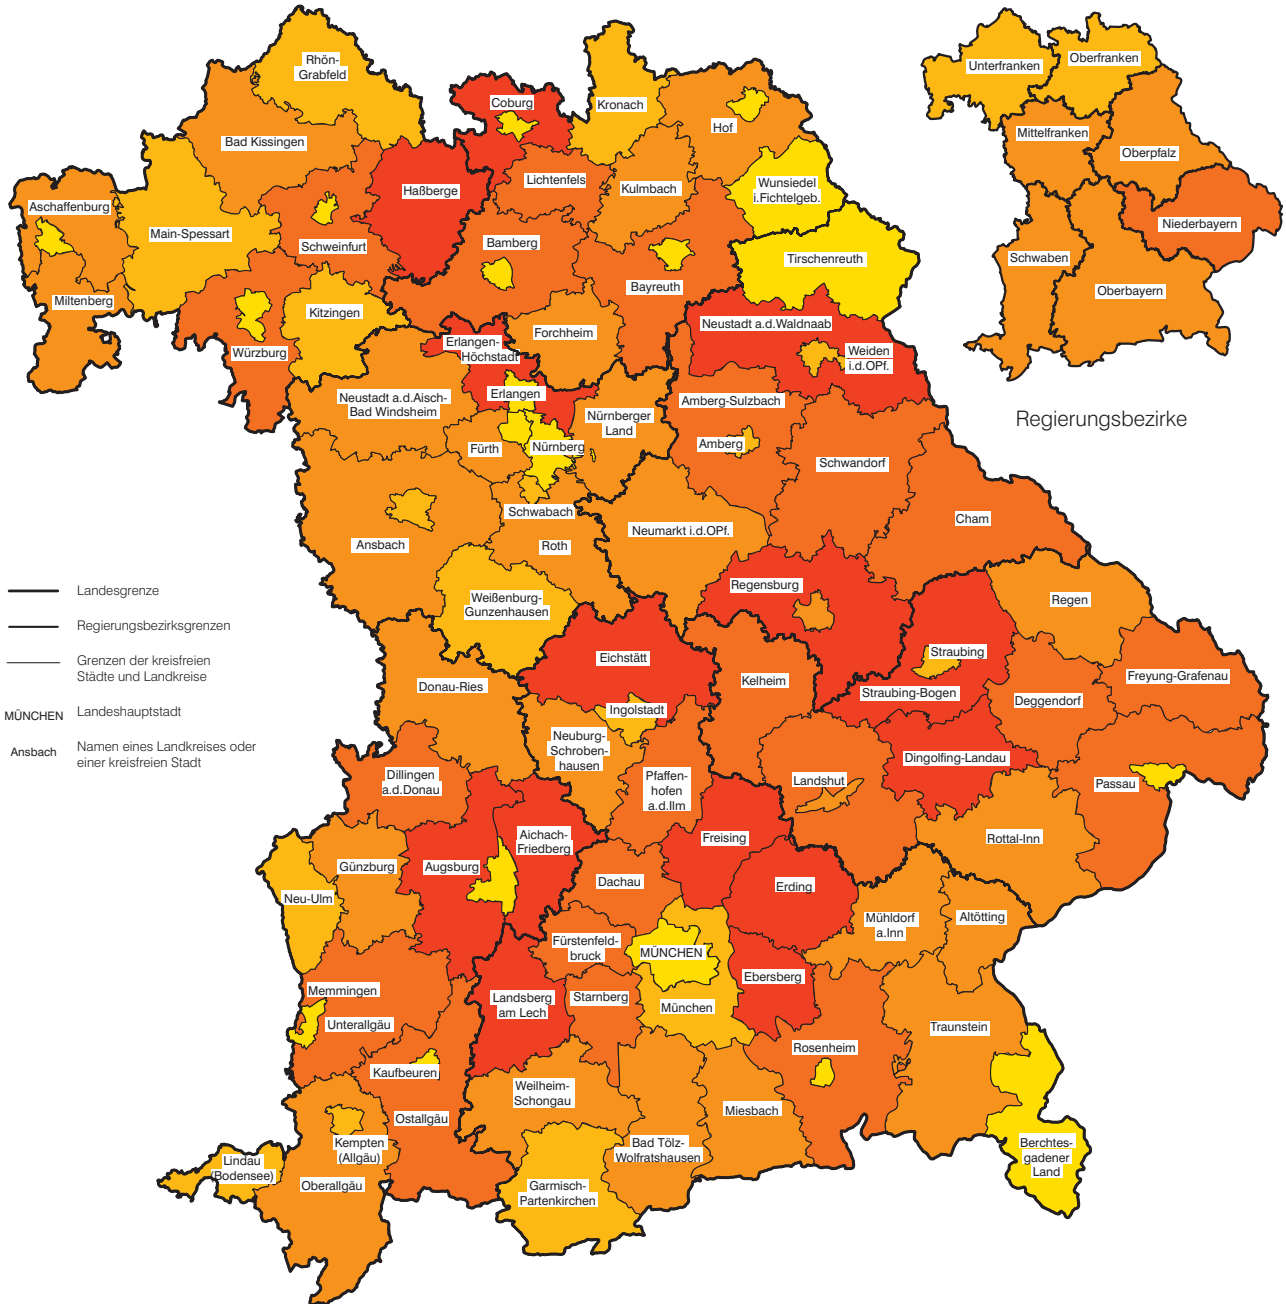 Rhön-
Grabfeld
Coburg
Kronach
Hof
Bad Kissingen
Lichtenfels
Kulmbach
Wunsiedel
i.Fichtelgeb.
Haßberge
Aschaffenburg
Main-Spessart
Schweinfurt
Bamberg
Tirschenreuth
Bayreuth
Miltenberg
Kitzingen
Neustadt a.d.Waldnaab
Forchheim
Erlangen-
Höchstadt
Würzburg
Weiden
i.d.OPf.
Erlangen
Neustadt a.d.Aisch-
Bad Windsheim
Amberg-Sulzbach
Nürnberger
Land
Amberg
Fürth
Nürnberg
Schwandorf
Schwabach
Cham
Neumarkt i.d.OPf.
Ansbach
Roth
Regensburg
Weißenburg-
Gunzenhausen
Regen
Straubing
Eichstätt
Kelheim
Freyung-Grafenau
Donau-Ries
Straubing-Bogen
Deggendorf
Ingolstadt
Neuburg-
Schroben-
hausen
Dingolfing-Landau
Dillingen
a.d.Donau
Pfaffen-
hofen
a.d.Ilm
Landshut
Passau
Aichach-
Friedberg
Freising
Rottal-Inn
Günzburg
Augsburg
Dachau
Erding
Neu-Ulm
Mühldorf
a.Inn
Altötting
Fürstenfeld-
bruck
MÜNCHEN
Ebersberg
Memmingen
Landsberg
am Lech
Starnberg
München
Unterallgäu
Traunstein
Rosenheim
Kaufbeuren
Weilheim-
Schongau
Ostallgäu
Miesbach
Kempten
(Allgäu)
Bad Tölz-
Wolfratshausen
Berchtes-
gadener
Land
Lindau
(Bodensee)
Oberallgäu
Garmisch-
Partenkirchen
Unterfranken
Oberfranken
Mittelfranken
Oberpfalz
Niederbayern
Schwaben
Oberbayern
Regierungsbezirke
Landesgrenze
Regierungsbezirksgrenzen
Grenzen der kreisfreien
Städte und Landkreise
MÜNCHEN Landeshauptstadt
Ansbach Namen eines Landkreises oder
einer kreisfreien Stadt